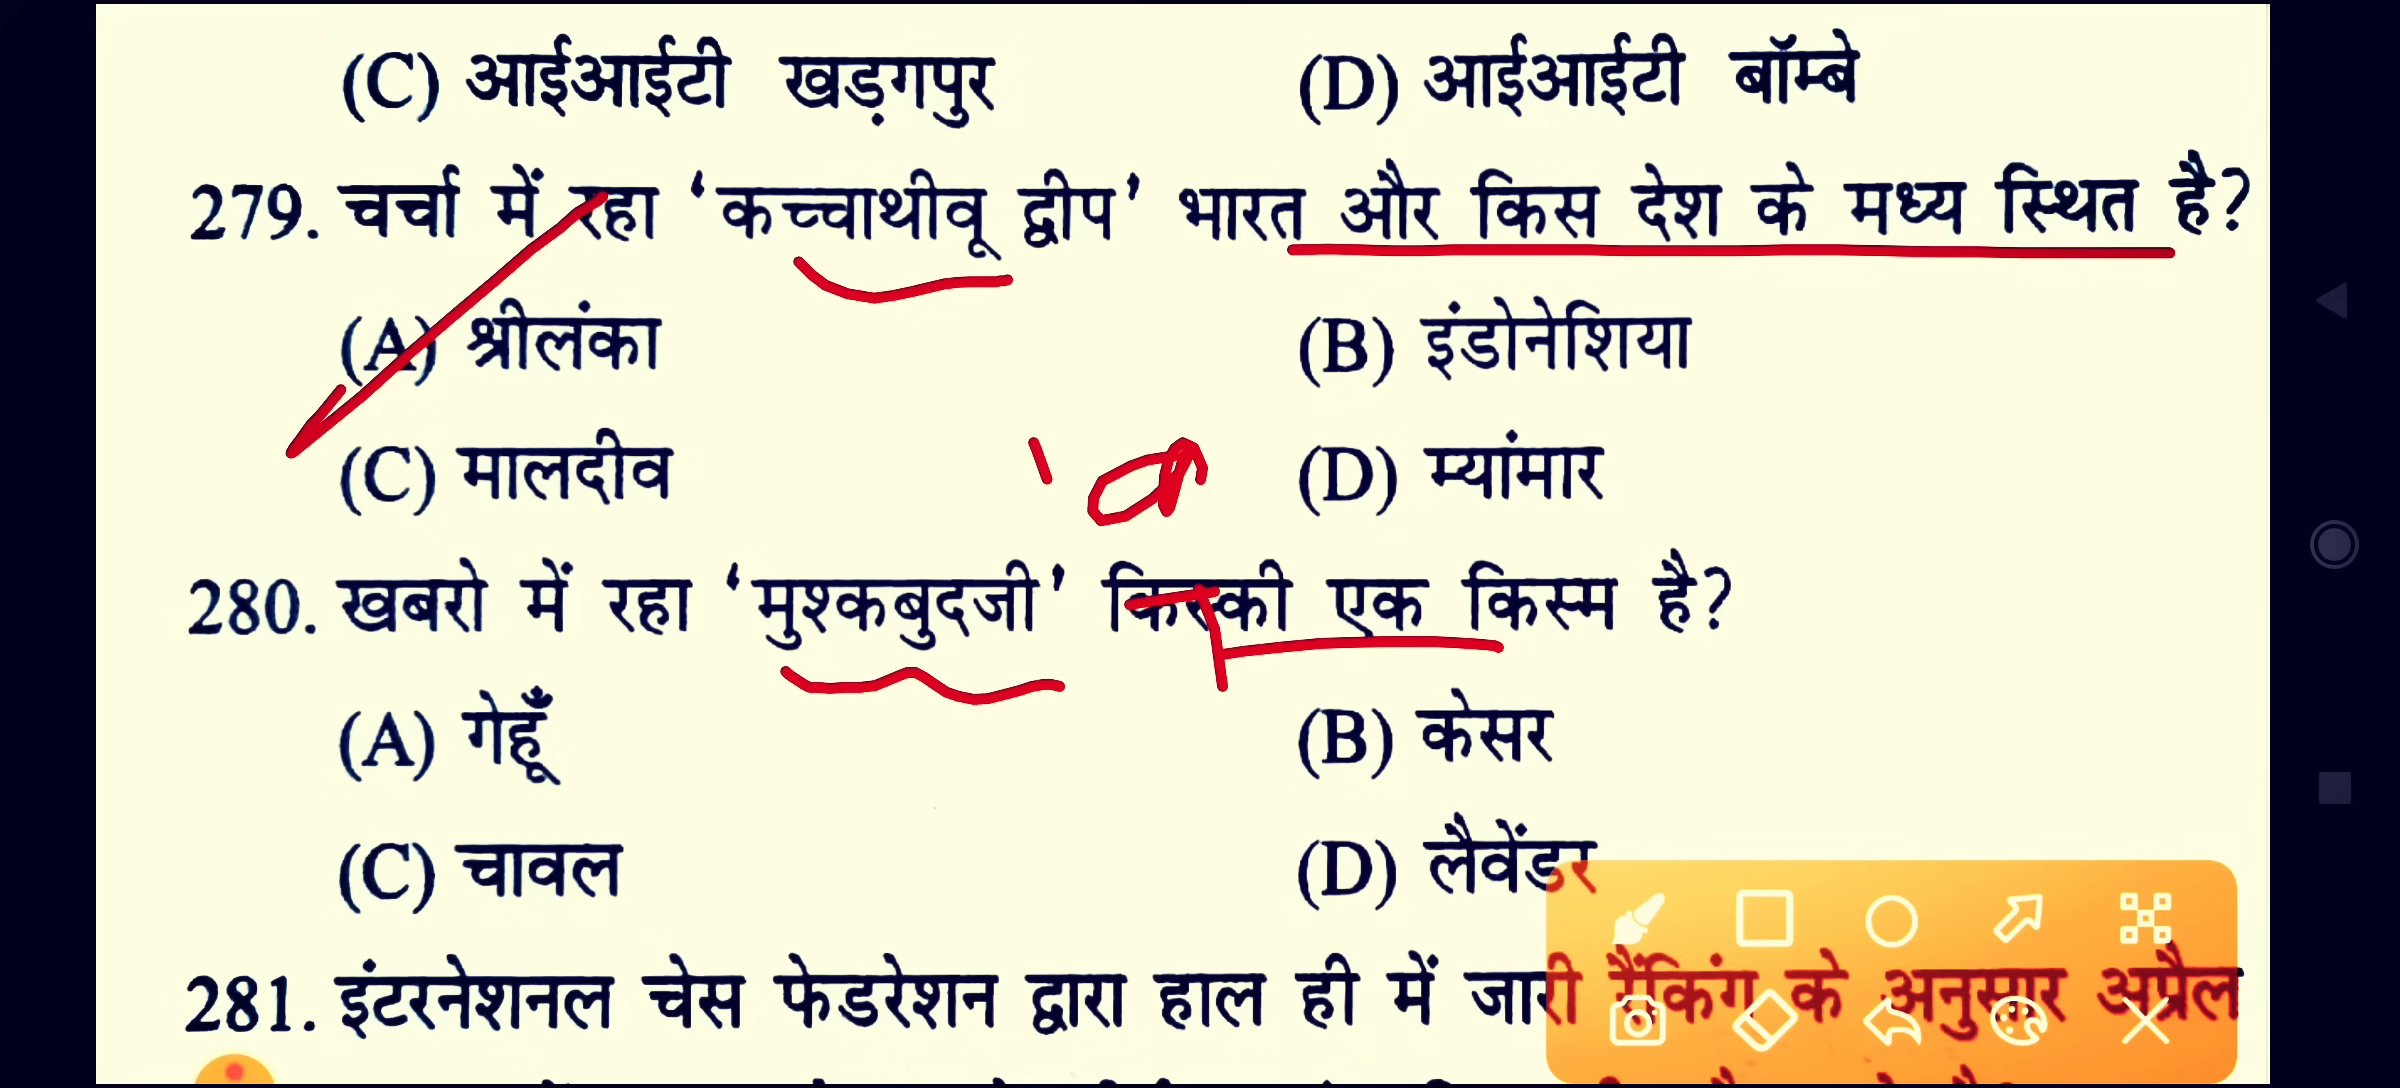 (C) आईआईटी खड़गपुर (D) आईआईटी बॉम्बे
279. चर्चा में रहा ‘कच्चाथीवू द्वीप’ भारत और किस देश के मध्य स्थित है?
(A) श्रीलंका (B) इंडोनेशिया
(C) मालदीव (D) म्यांमार
280. खबरो में रहा ‘मुश्कबुदजी’ किसकी एक किस्म है?
(A) गेहूँ (B) केसर
(C) चावल (D) लैवेंडर
281. इंटरनेशनल चेस फेडरेशन द्वारा हाल ही में जारी रैंकिंग के अनुसार अप्रैल